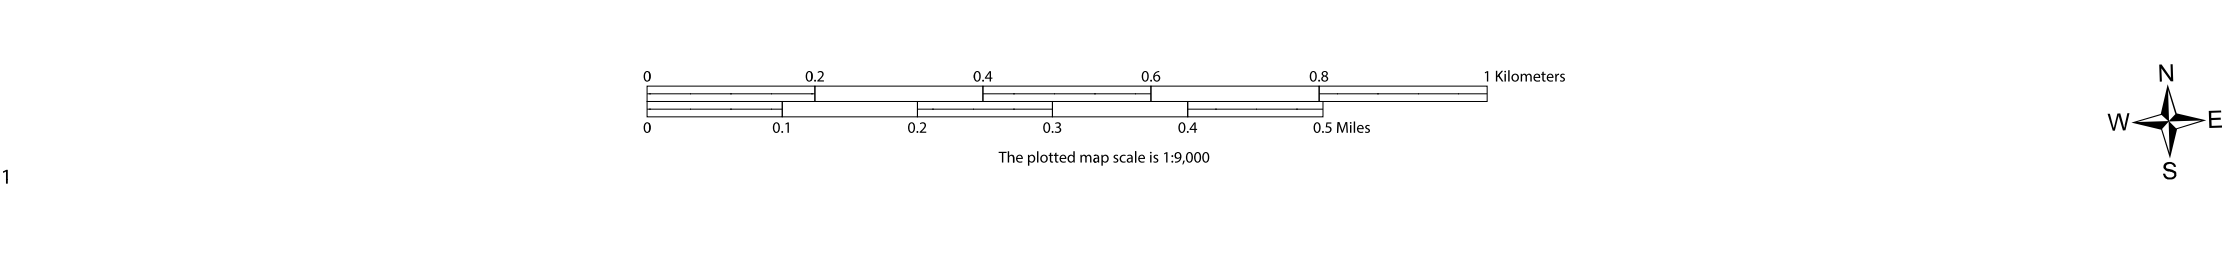 0 0.2 0.4 0.6 0.8 1 Kilometers
0 0.1 0.2 0.3 0.4 0.5 Miles
The plotted map scale is 1:9,000
1
N
W E
S